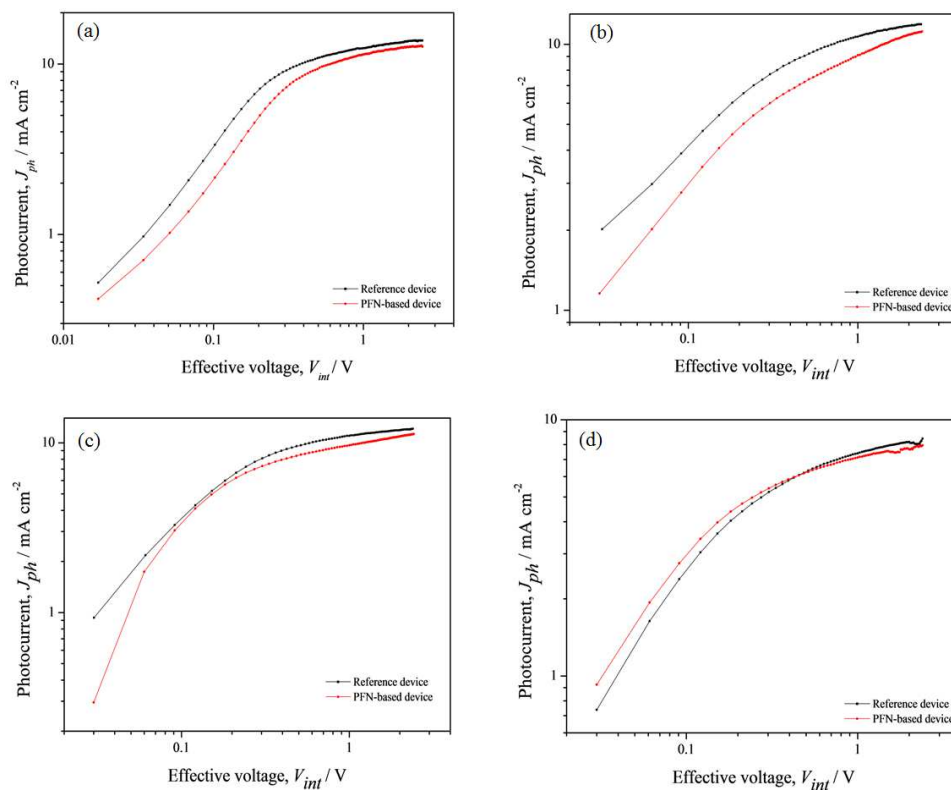 (a)
10
1
0.01
0.1
1
Photocurrent, J_ph / mA cm⁻²
Effective voltage, V_int / V
Reference device
PFN-based device
(b)
10
1
0.1
1
Photocurrent, J_ph / mA cm⁻²
Effective voltage, V_int / V
Reference device
PFN-based device
(c)
10
1
0.1
1
Photocurrent, J_ph / mA cm⁻²
Effective voltage, V_int / V
Reference device
PFN-based device
(d)
10
1
0.1
1
Photocurrent, J_ph / mA cm⁻²
Effective voltage, V_int / V
Reference device
PFN-based device